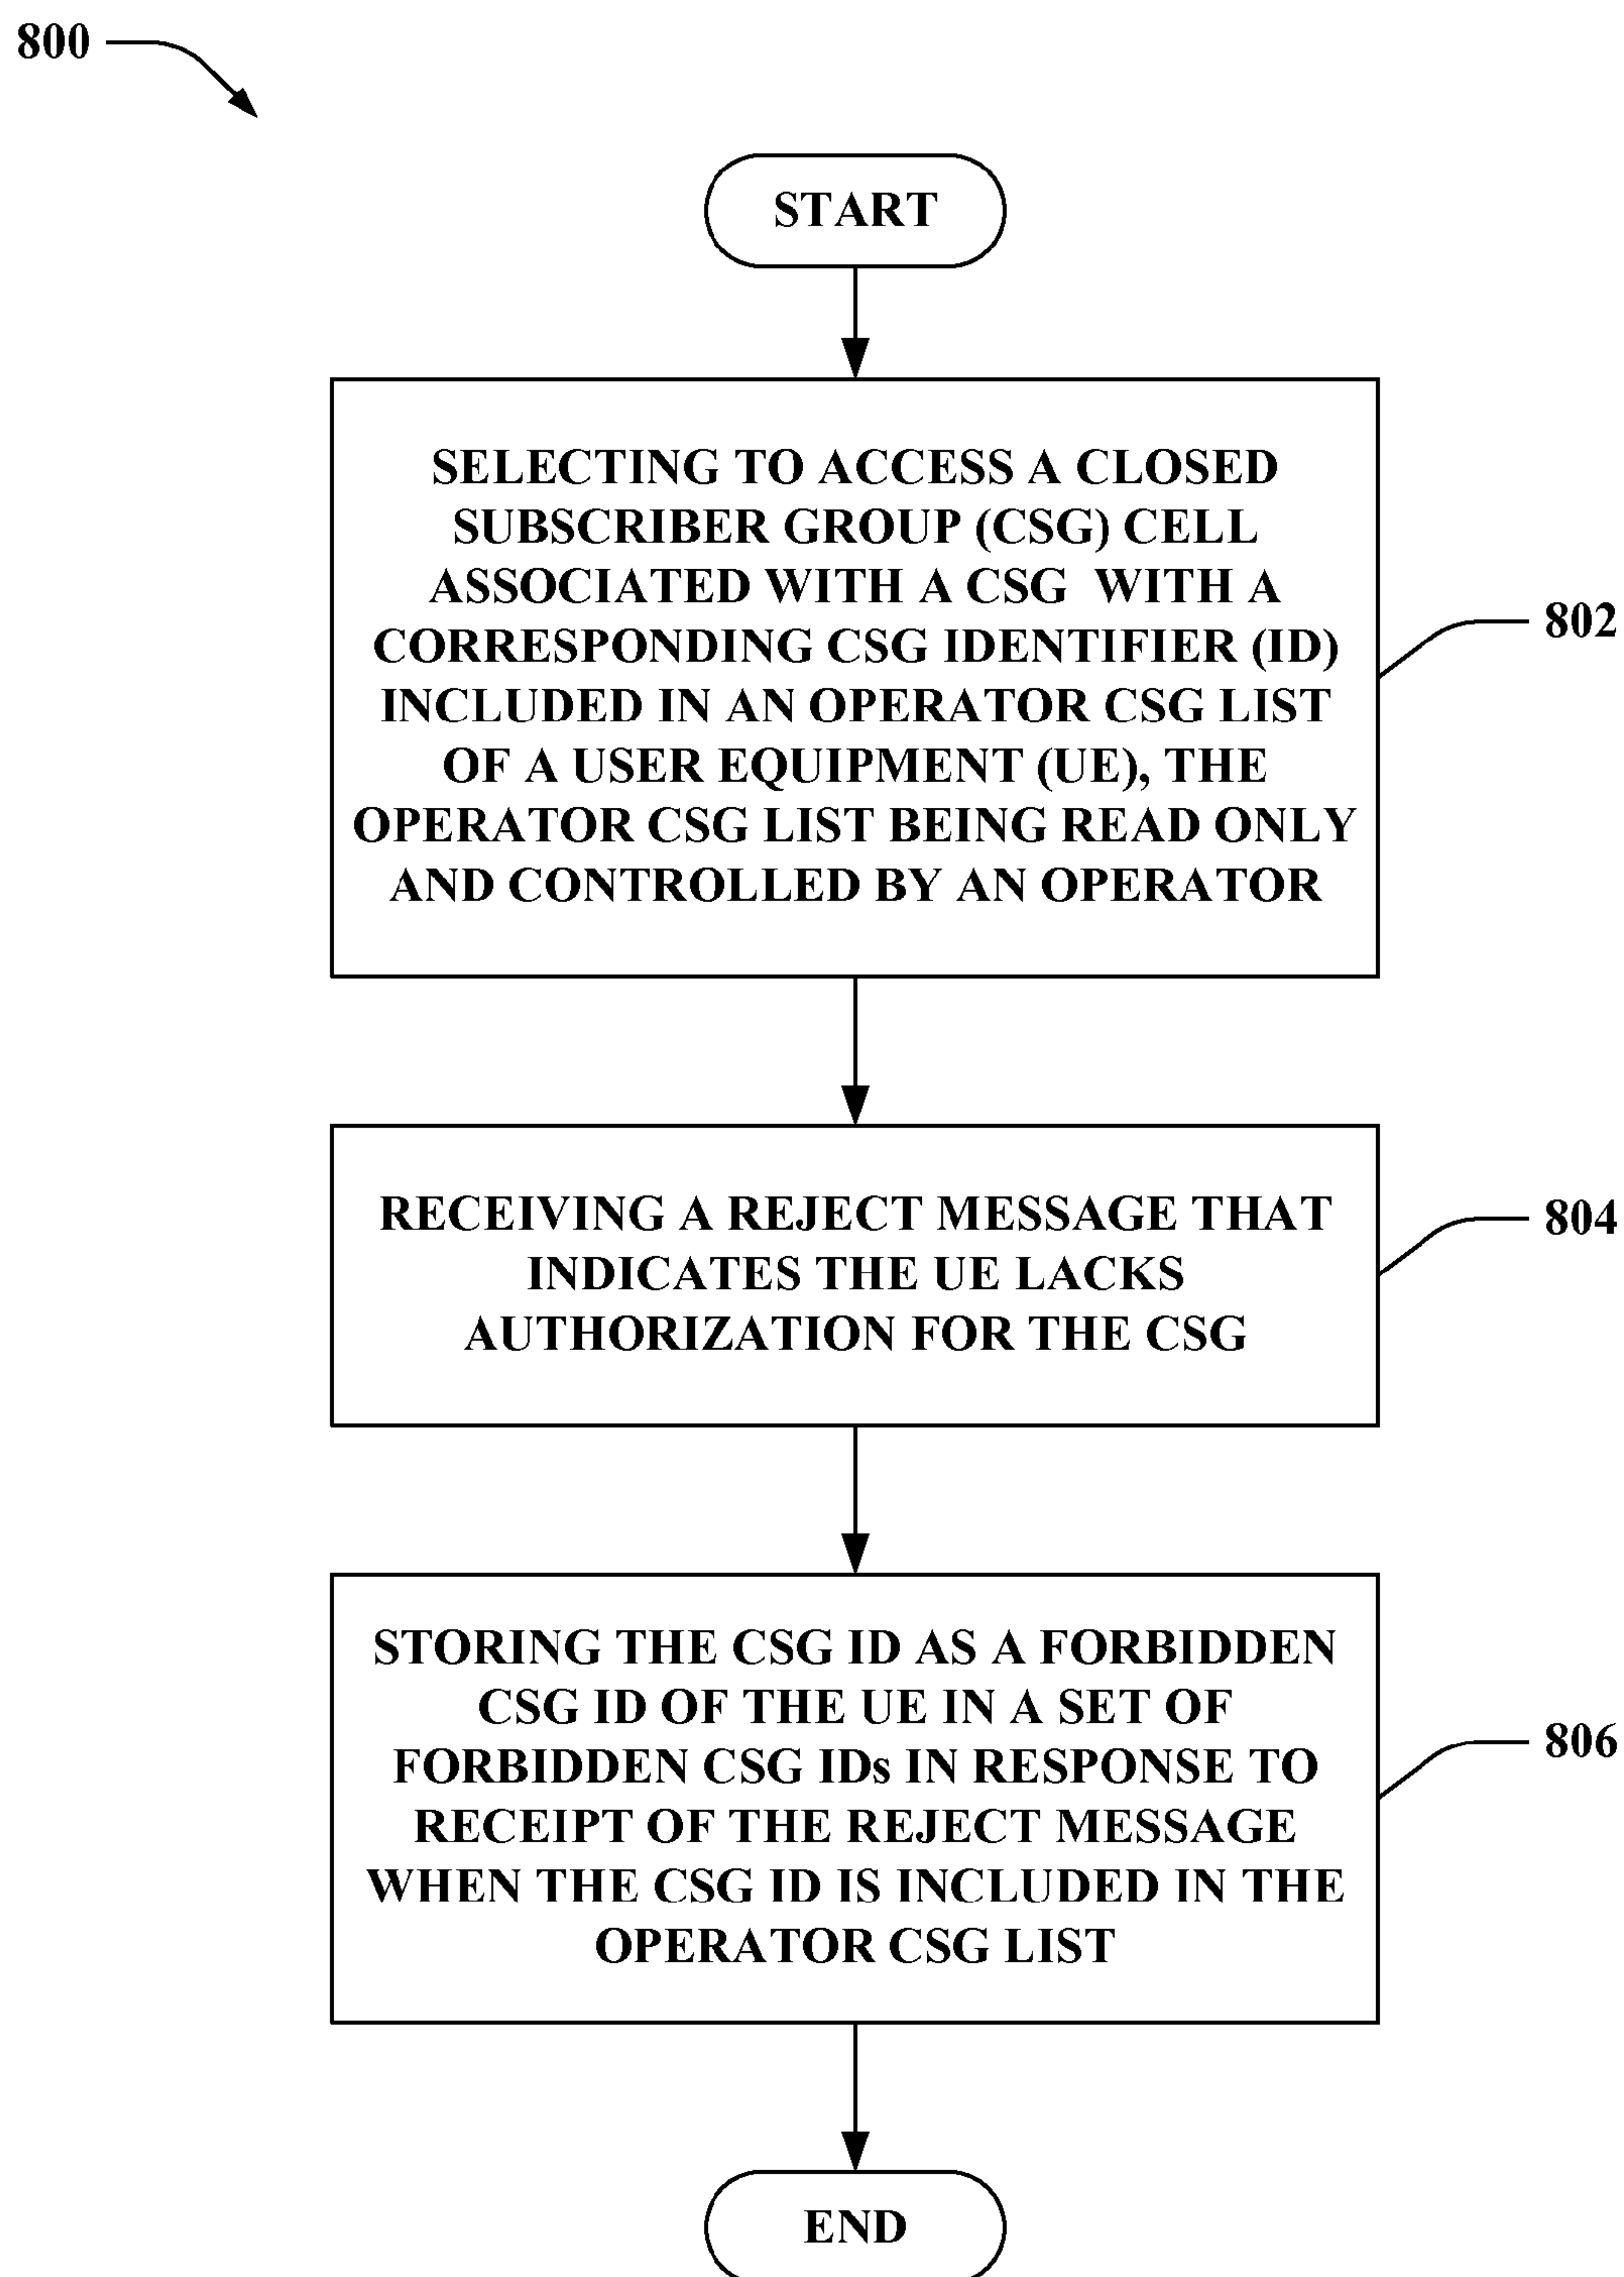 800
START
SELECTING TO ACCESS A CLOSED
SUBSCRIBER GROUP (CSG) CELL
ASSOCIATED WITH A CSG WITH A
CORRESPONDING CSG IDENTIFIER (ID)
INCLUDED IN AN OPERATOR CSG LIST
OF A USER EQUIPMENT (UE), THE
OPERATOR CSG LIST BEING READ ONLY
AND CONTROLLED BY AN OPERATOR
802
RECEIVING A REJECT MESSAGE THAT
INDICATES THE UE LACKS
AUTHORIZATION FOR THE CSG
804
STORING THE CSG ID AS A FORBIDDEN
CSG ID OF THE UE IN A SET OF
FORBIDDEN CSG IDs IN RESPONSE TO
RECEIPT OF THE REJECT MESSAGE
WHEN THE CSG ID IS INCLUDED IN THE
OPERATOR CSG LIST
806
END